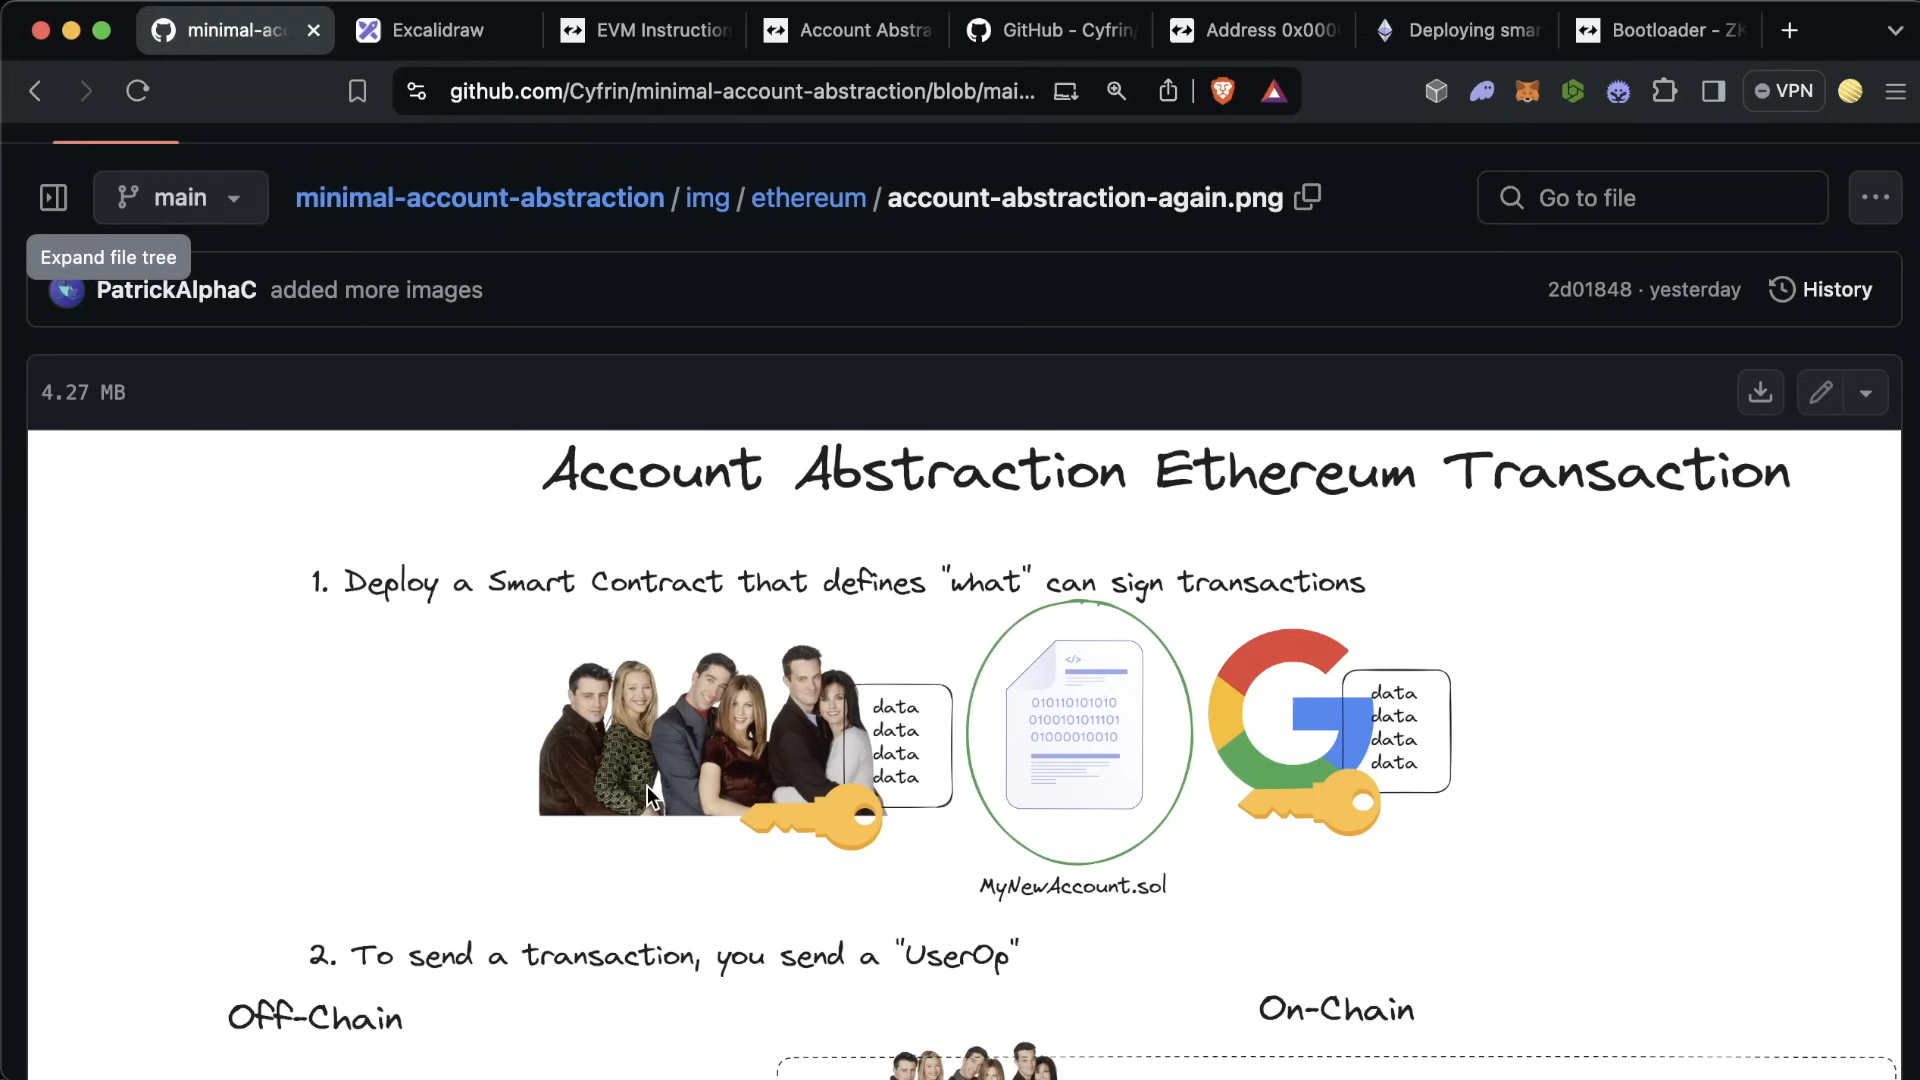 minimal-ac
Excalidraw
EVM Instruction
Account Abstra
GitHub - Cyfrin/
Address 0x000
Deploying smar
Bootloader - ZK
github.com/Cyfrin/minimal-account-abstraction/blob/mai...
VPN
main
minimal-account-abstraction / img / ethereum / account-abstraction-again.png
Go to file
Expand file tree
PatrickAlphaC added more images
2d01848 · yesterday
History
4.27 MB
Account Abstraction Ethereum Transaction
1. Deploy a Smart Contract that defines "what" can sign transactions
data
data
data
data
</>
010110101010
0100101011101
01000010010
data
data
data
data
MyNewAccount.sol
2. To send a transaction, you send a "UserOp"
Off-Chain
On-Chain